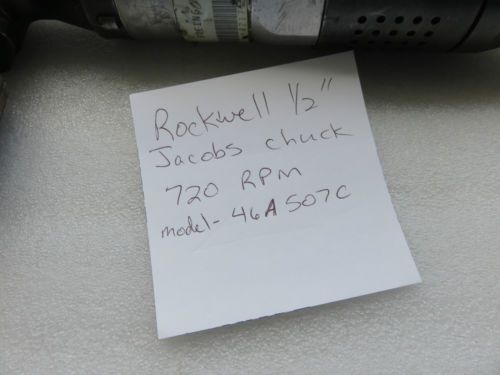 Rockwell 1/2"
Jacobs chuck
720 RPM
model- 46A507C